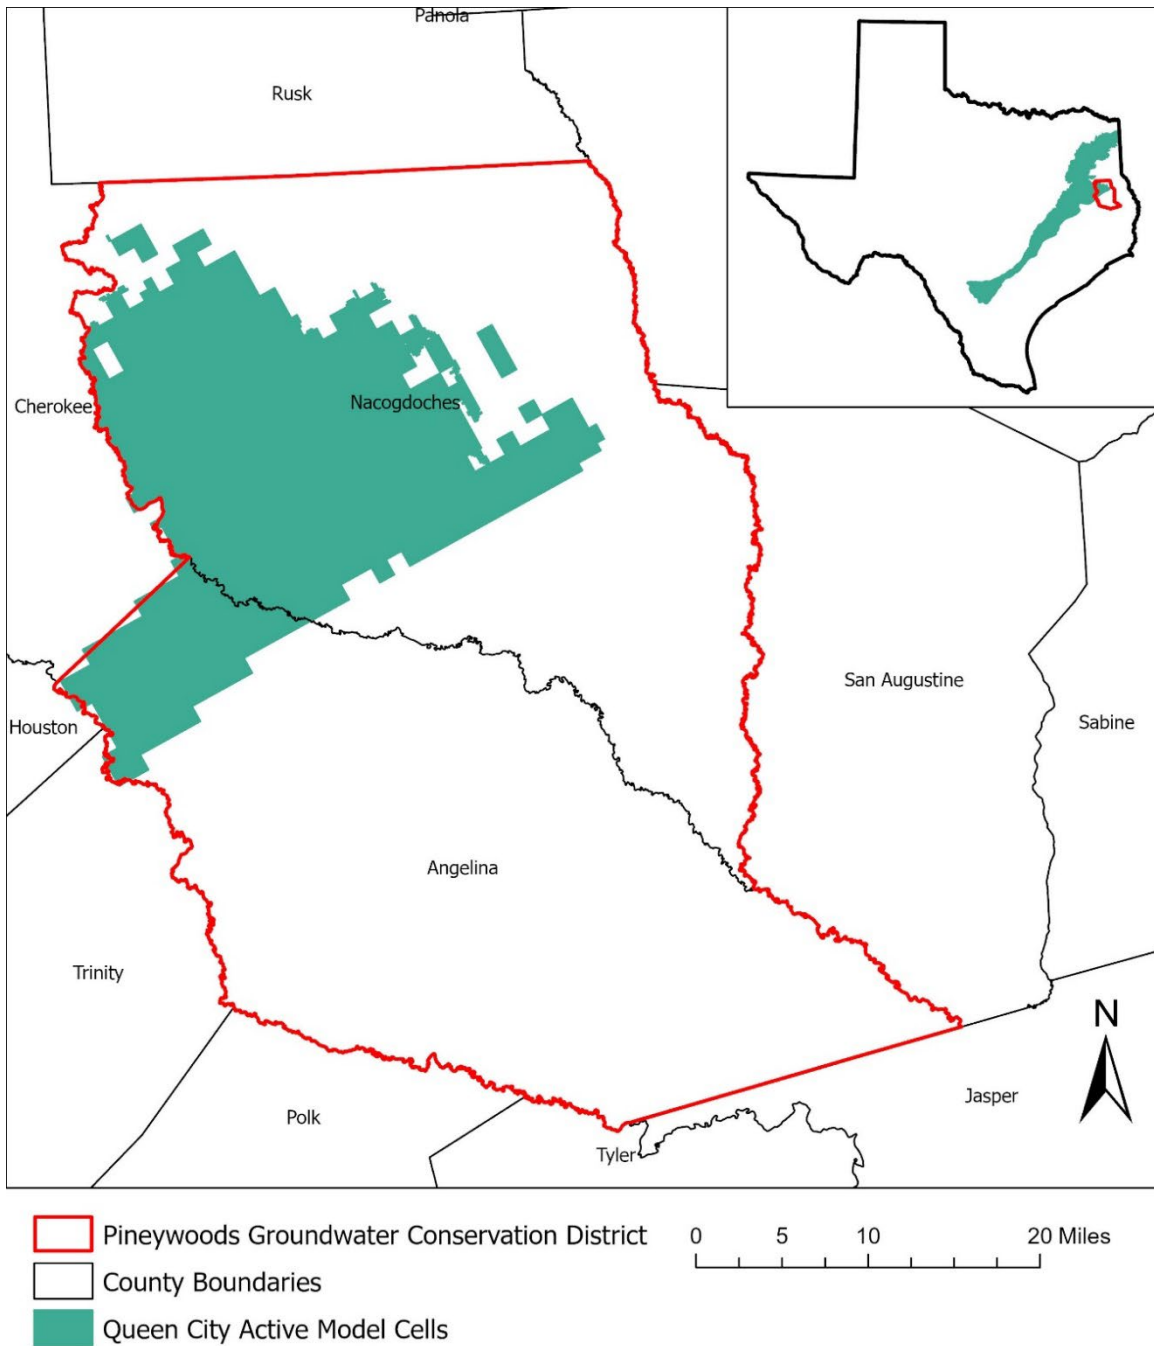 Panola
Rusk
Cherokee
Nacogdoches
San Augustine
Sabine
Houston
Angelina
Trinity
N
Jasper
Polk
Tyler
Pineywoods Groundwater Conservation District
0 5 10 20 Miles
County Boundaries
Queen City Active Model Cells